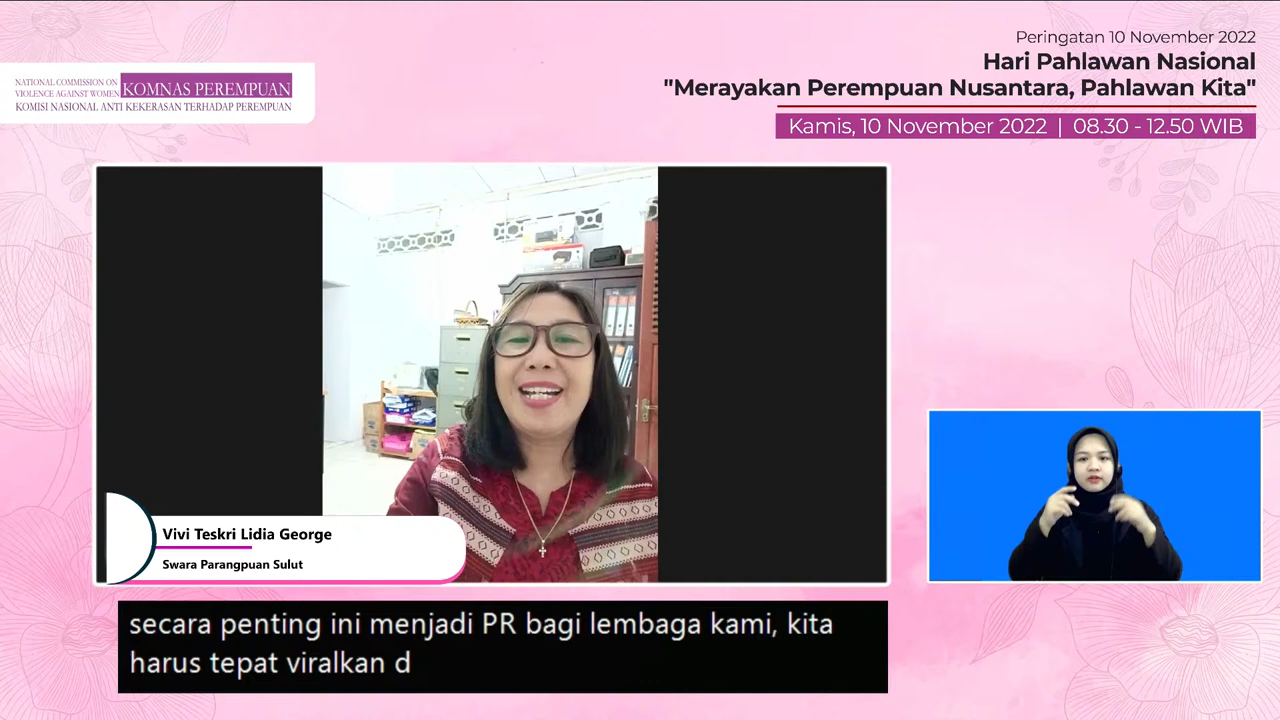 NATIONAL COMMISSION ON
VIOLENCE AGAINST WOMEN
KOMNAS PEREMPUAN
KOMISI NASIONAL ANTI KEKERASAN TERHADAP PEREMPUAN
Peringatan 10 November 2022
Hari Pahlawan Nasional
"Merayakan Perempuan Nusantara, Pahlawan Kita"
Kamis, 10 November 2022 | 08.30 - 12.50 WIB
Vivi Teskri Lidia George
Swara Parangpuan Sulut
secara penting ini menjadi PR bagi lembaga kami, kita
harus tepat viralkan d